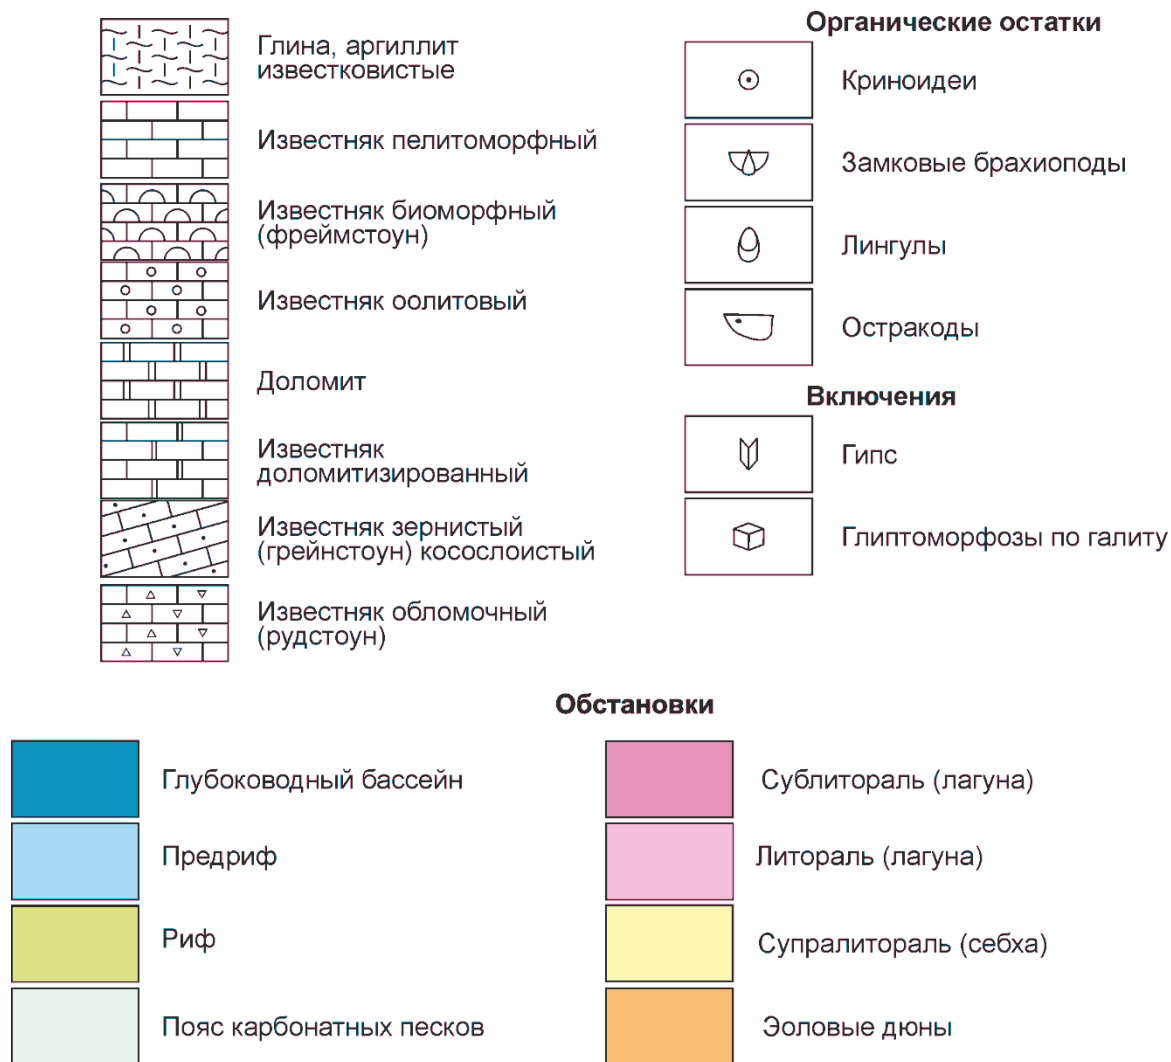 Глина, аргиллит
известковистые
Известняк пелитоморфный
Известняк биоморфный
(фреймстоун)
Известняк оолитовый
Доломит
Известняк
доломитизированный
Известняк зернистый
(грейнстоун) косослоистый
Известняк обломочный
(рудстоун)
Органические остатки
Криноидеи
Замковые брахиоподы
Лингулы
Остракоды
Включения
Гипс
Глиптоморфозы по галиту
Обстановки
Глубоководный бассейн
Предриф
Риф
Пояс карбонатных песков
Сублитораль (лагуна)
Литораль (лагуна)
Супралитораль (себха)
Эоловые дюны